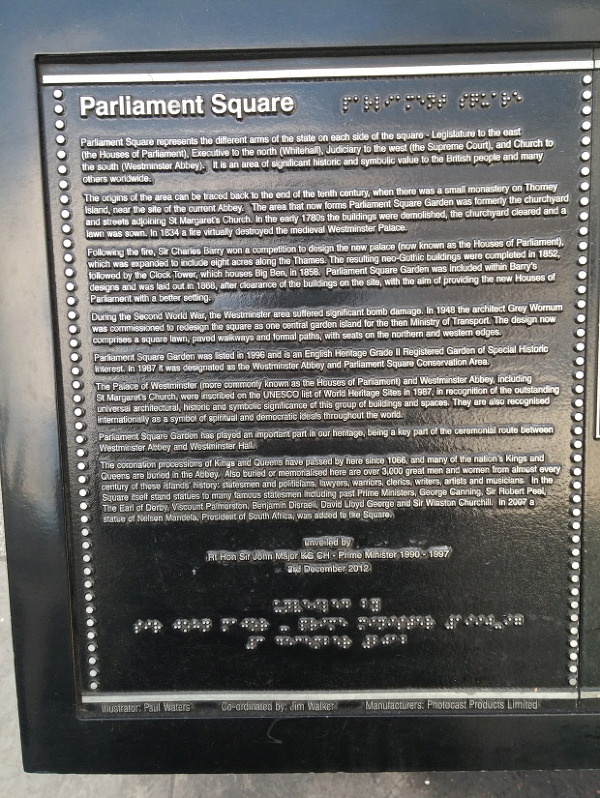 Parliament Square
Parliament Square represents the different arms of the state on each side of the square - Legislature to the east
(the Houses of Parliament), Executive to the north (Whitehall), Judiciary to the west (the Supreme Court), and Church to
the south (Westminster Abbey). It is an area of significant historic and symbolic value to the British people and many
others worldwide.
The origins of the area can be traced back to the end of the tenth century, when there was a small monastery on Thorney
Island, near the site of the current Abbey. The area that now forms Parliament Square Garden was formerly the churchyard
and streets adjoining St Margaret's Church. In the early 1780s the buildings were demolished, the churchyard cleared and a
lawn was sown. In 1834 a fire virtually destroyed the medieval Westminster Palace.
Following the fire, Sir Charles Barry won a competition to design the new palace (now known as the Houses of Parliament),
which was expanded to include eight acres along the Thames. The resulting neo-Gothic buildings were completed in 1852,
followed by the Clock Tower, which houses Big Ben, in 1858. Parliament Square Garden was included within Barry's
designs and was laid out in 1868, after clearance of the buildings on the site, with the aim of providing the new Houses of
Parliament with a better setting.
During the Second World War, the Westminster area suffered significant bomb damage. In 1948 the architect Grey Wornum
was commissioned to redesign the square as one central garden island for the then Ministry of Transport. The design now
comprises a square lawn, paved walkways and formal paths, with seats on the northern and western edges.
Parliament Square Garden was listed in 1996 and is an English Heritage Grade II Registered Garden of Special Historic
Interest. In 1987 it was designated as the Westminster Abbey and Parliament Square Conservation Area.
The Palace of Westminster (more commonly known as the Houses of Parliament) and Westminster Abbey, including
St Margaret's Church, were inscribed on the UNESCO list of World Heritage Sites in 1987, in recognition of the outstanding
universal architectural, historic and symbolic significance of this group of buildings and spaces. They are also recognised
internationally as a symbol of spiritual and democratic ideals throughout the world.
Parliament Square Garden has played an important part in our heritage, being a key part of the ceremonial route between
Westminster Abbey and Westminster Hall.
The coronation processions of Kings and Queens have passed by here since 1066, and many of the nation's Kings and
Queens are buried in the Abbey. Also buried or memorialised here are over 3,000 great men and women from almost every
century of these islands' history: statesmen and politicians, lawyers, warriors, clerics, writers, artists and musicians. In the
Square itself stand statues to many famous statesmen including past Prime Ministers, George Canning, Sir Robert Peel,
The Earl of Derby, Viscount Palmerston, Benjamin Disraeli, David Lloyd George and Sir Winston Churchill. In 2007 a
statue of Nelson Mandela, President of South Africa, was added to the Square.
unveiled by
Rt Hon Sir John Major KG CH - Prime Minister 1990 - 1997
3rd December 2012
Illustrator: Paul Waters Co-ordinated by: Jim Walker Manufacturers: Photocast Products Limited